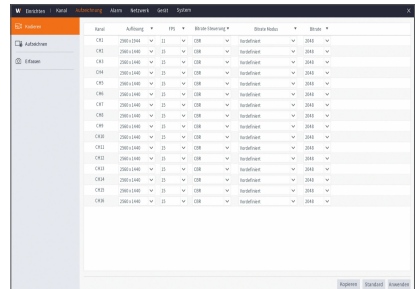 W Einrichten | Kanal Aufzeichnung Alarm Netzwerk Gerät System X
Kodieren
Aufzeichnen
Erfassen
Kanal Auflösung FPS Bitrate-Steuerung Bitrate Modus Bitrate
CH1 2560 x 1944 11 CBR Vordefiniert 2048
CH2 2560 x 1440 15 CBR Vordefiniert 2048
CH3 2560 x 1440 15 CBR Vordefiniert 2048
CH4 2560 x 1440 15 CBR Vordefiniert 2048
CH5 2560 x 1440 15 CBR Vordefiniert 2048
CH6 2560 x 1440 15 CBR Vordefiniert 2048
CH7 2560 x 1440 15 CBR Vordefiniert 2048
CH8 2560 x 1440 15 CBR Vordefiniert 2048
CH9 2560 x 1440 15 CBR Vordefiniert 2048
CH10 2560 x 1440 15 CBR Vordefiniert 2048
CH11 2560 x 1440 15 CBR Vordefiniert 2048
CH12 2560 x 1440 15 CBR Vordefiniert 2048
CH13 2560 x 1440 15 CBR Vordefiniert 2048
CH14 2560 x 1440 15 CBR Vordefiniert 2048
CH15 2560 x 1440 15 CBR Vordefiniert 2048
CH16 2560 x 1440 15 CBR Vordefiniert 2048
Kopieren Standard Anwenden